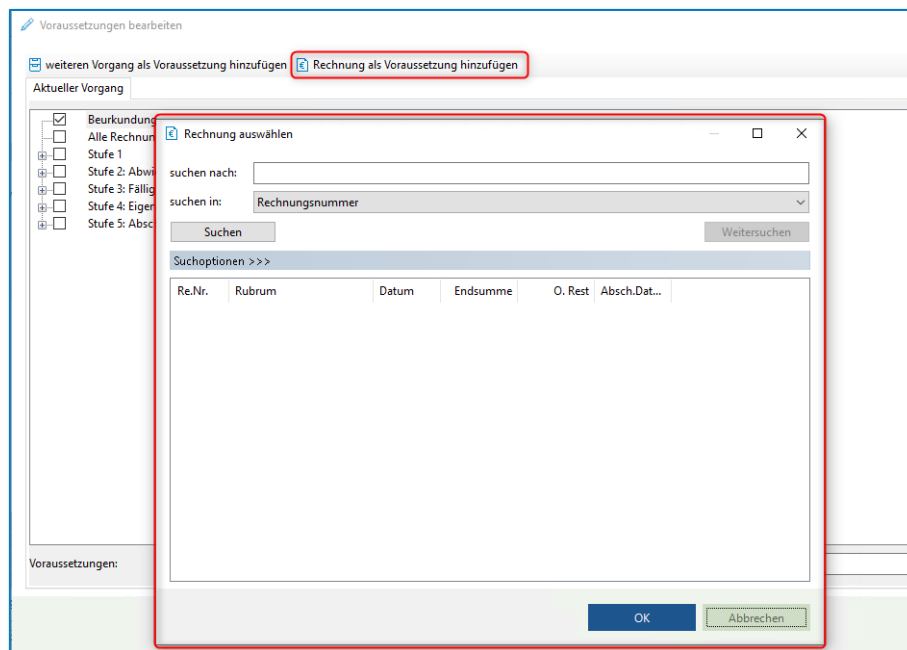 Voraussetzungen bearbeiten
weiteren Vorgang als Voraussetzung hinzufügen Rechnung als Voraussetzung hinzufügen
Aktueller Vorgang
Beurkundung
Alle Rechnun
Stufe 1
Stufe 2: Abwi
Stufe 3: Fällig
Stufe 4: Eigen
Stufe 5: Absc
Rechnung auswählen
suchen nach:
suchen in: Rechnungsnummer
Suchen Weitersuchen
Suchoptionen >>>
Re.Nr. Rubrum Datum Endsumme O. Rest Absch.Dat...
Voraussetzungen:
OK Abbrechen